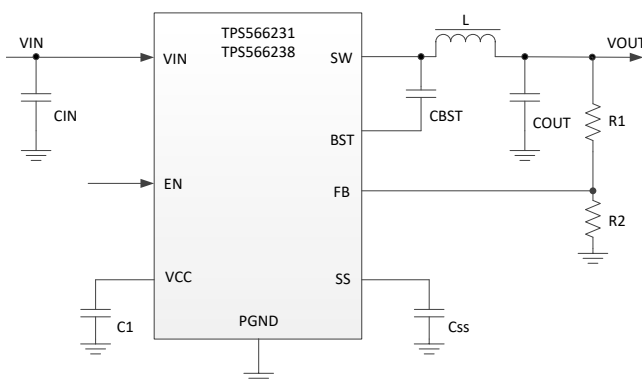 VIN
CIN
TPS566231
TPS566238
VIN
SW
L
VOUT
CBST
COUT
R1
BST
EN
FB
R2
VCC
SS
C1
Css
PGND